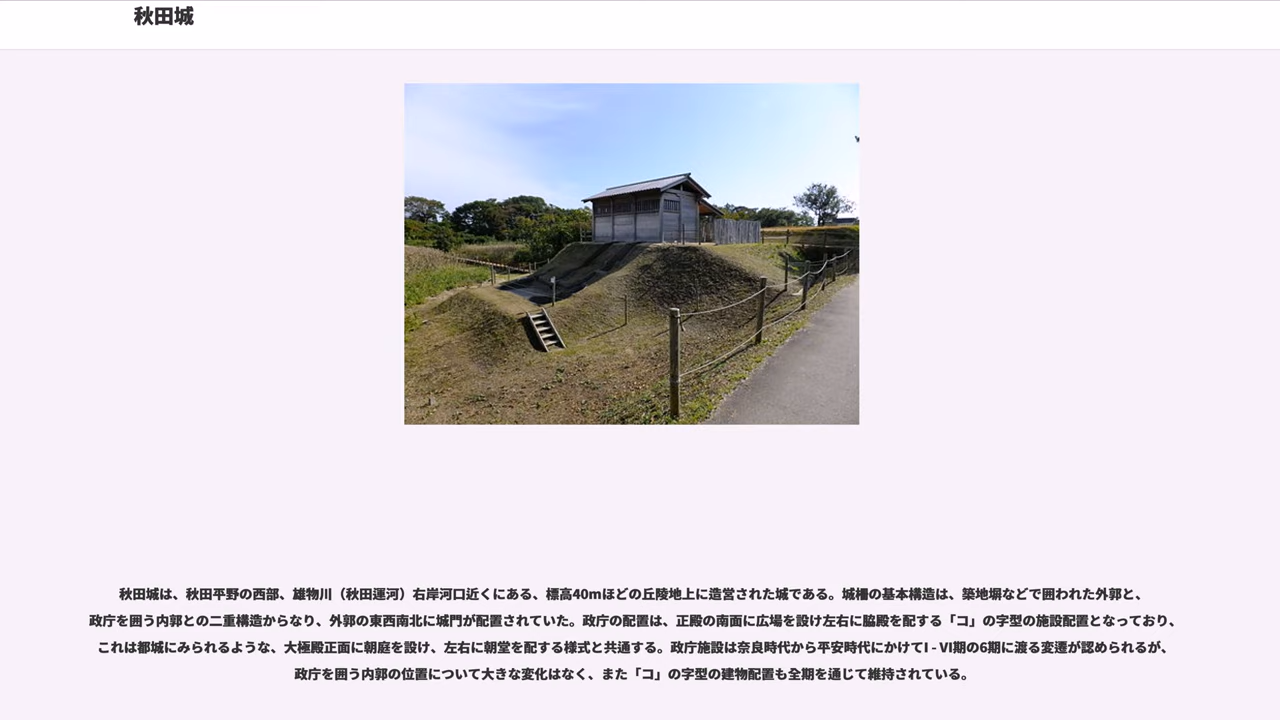 秋田城
秋田城は、秋田平野の西部、雄物川（秋田運河）右岸河口近くにある、標高40mほどの丘陵地上に造営された城である。城柵の基本構造は、築地塀などで囲われた外郭と、
政庁を囲う内郭との二重構造からなり、外郭の東西南北に城門が配置されていた。政庁の配置は、正殿の南面に広場を設け左右に脇殿を配する「コ」の字型の施設配置となっており、
これは都城にみられるような、大極殿正面に朝庭を設け、左右に朝堂を配する様式と共通する。政庁施設は奈良時代から平安時代にかけてI - VI期の6期に渡る変遷が認められるが、
政庁を囲う内郭の位置について大きな変化はなく、また「コ」の字型の建物配置も全期を通じて維持されている。